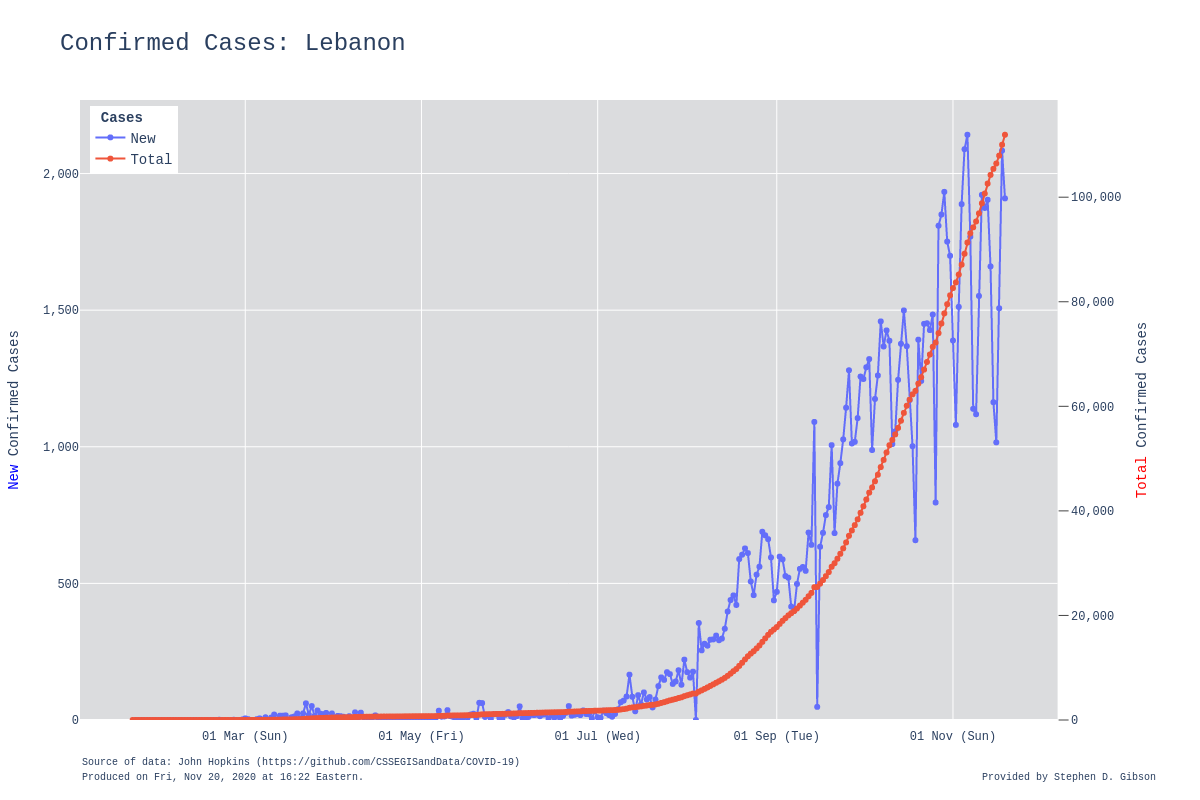 Confirmed Cases: Lebanon
Cases
New
Total
2,000
1,500
1,000
500
0
100,000
80,000
60,000
40,000
20,000
0
New Confirmed Cases
Total Confirmed Cases
01 Mar (Sun)
01 May (Fri)
01 Jul (Wed)
01 Sep (Tue)
01 Nov (Sun)
Source of data: John Hopkins (https://github.com/CSSEGISandData/COVID-19)
Produced on Fri, Nov 20, 2020 at 16:22 Eastern.
Provided by Stephen D. Gibson